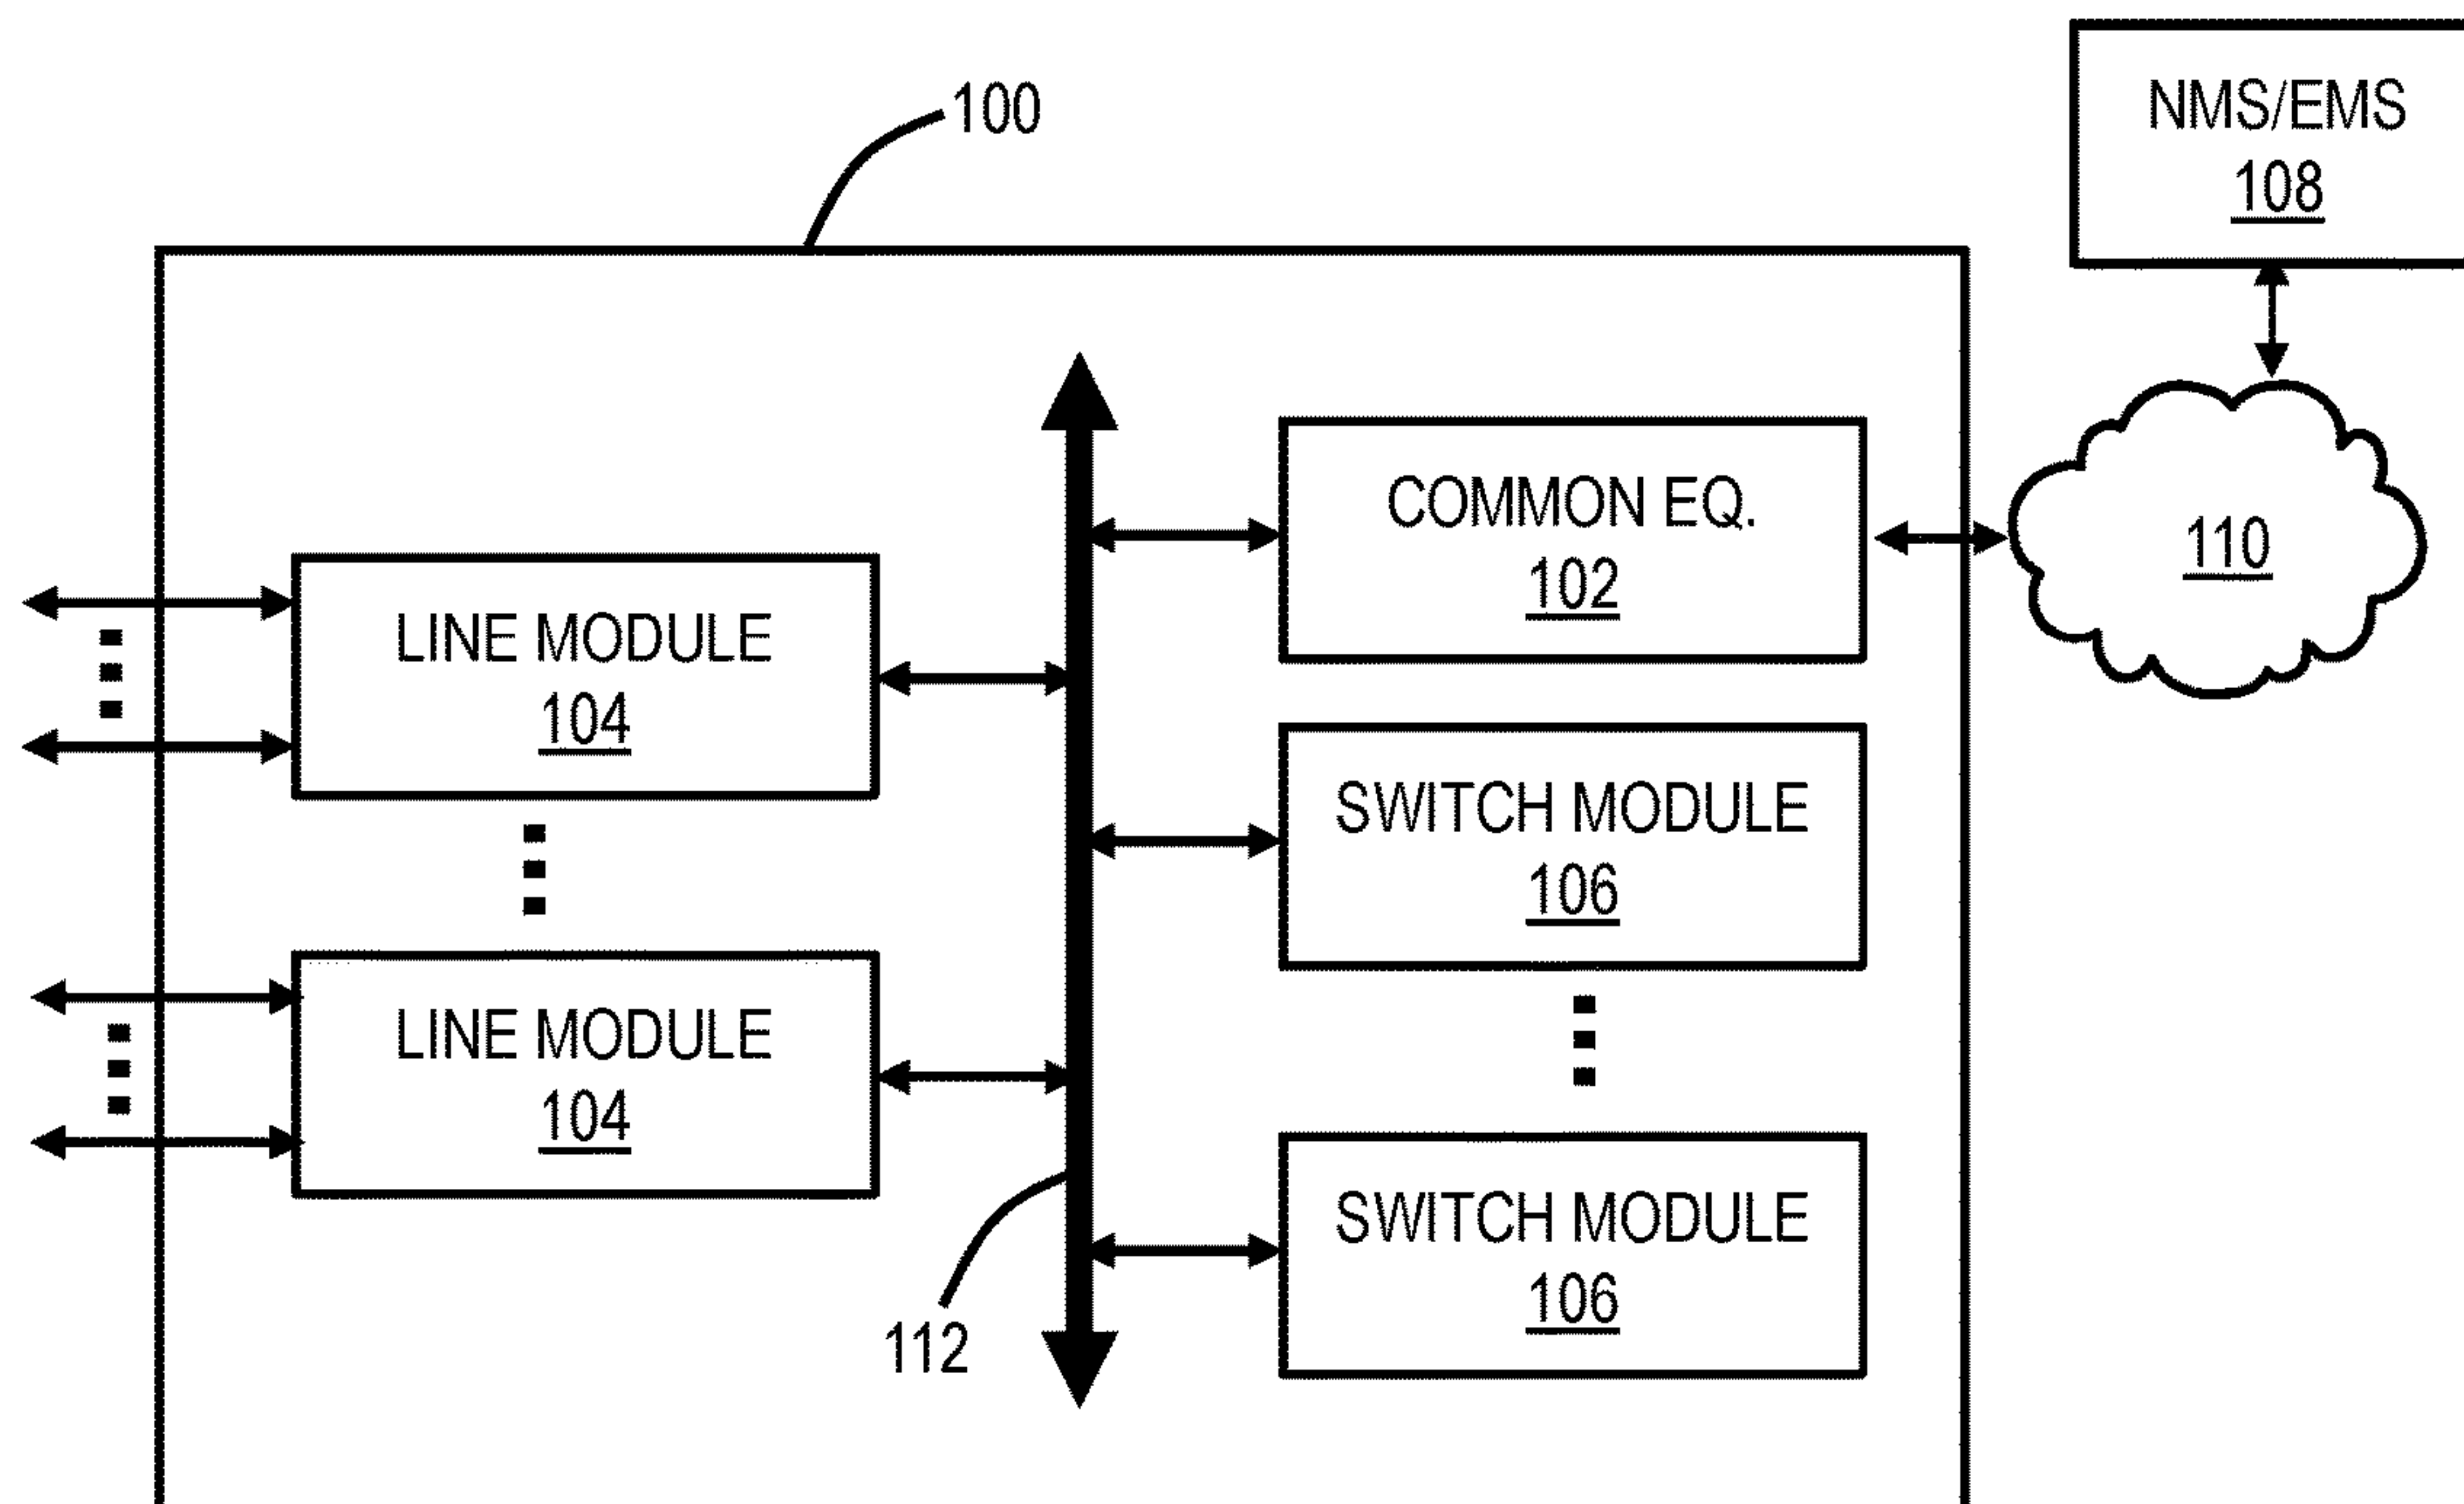 100
NMS/EMS
108
COMMON EQ.
102
110
LINE MODULE
104
SWITCH MODULE
106
LINE MODULE
104
SWITCH MODULE
106
112